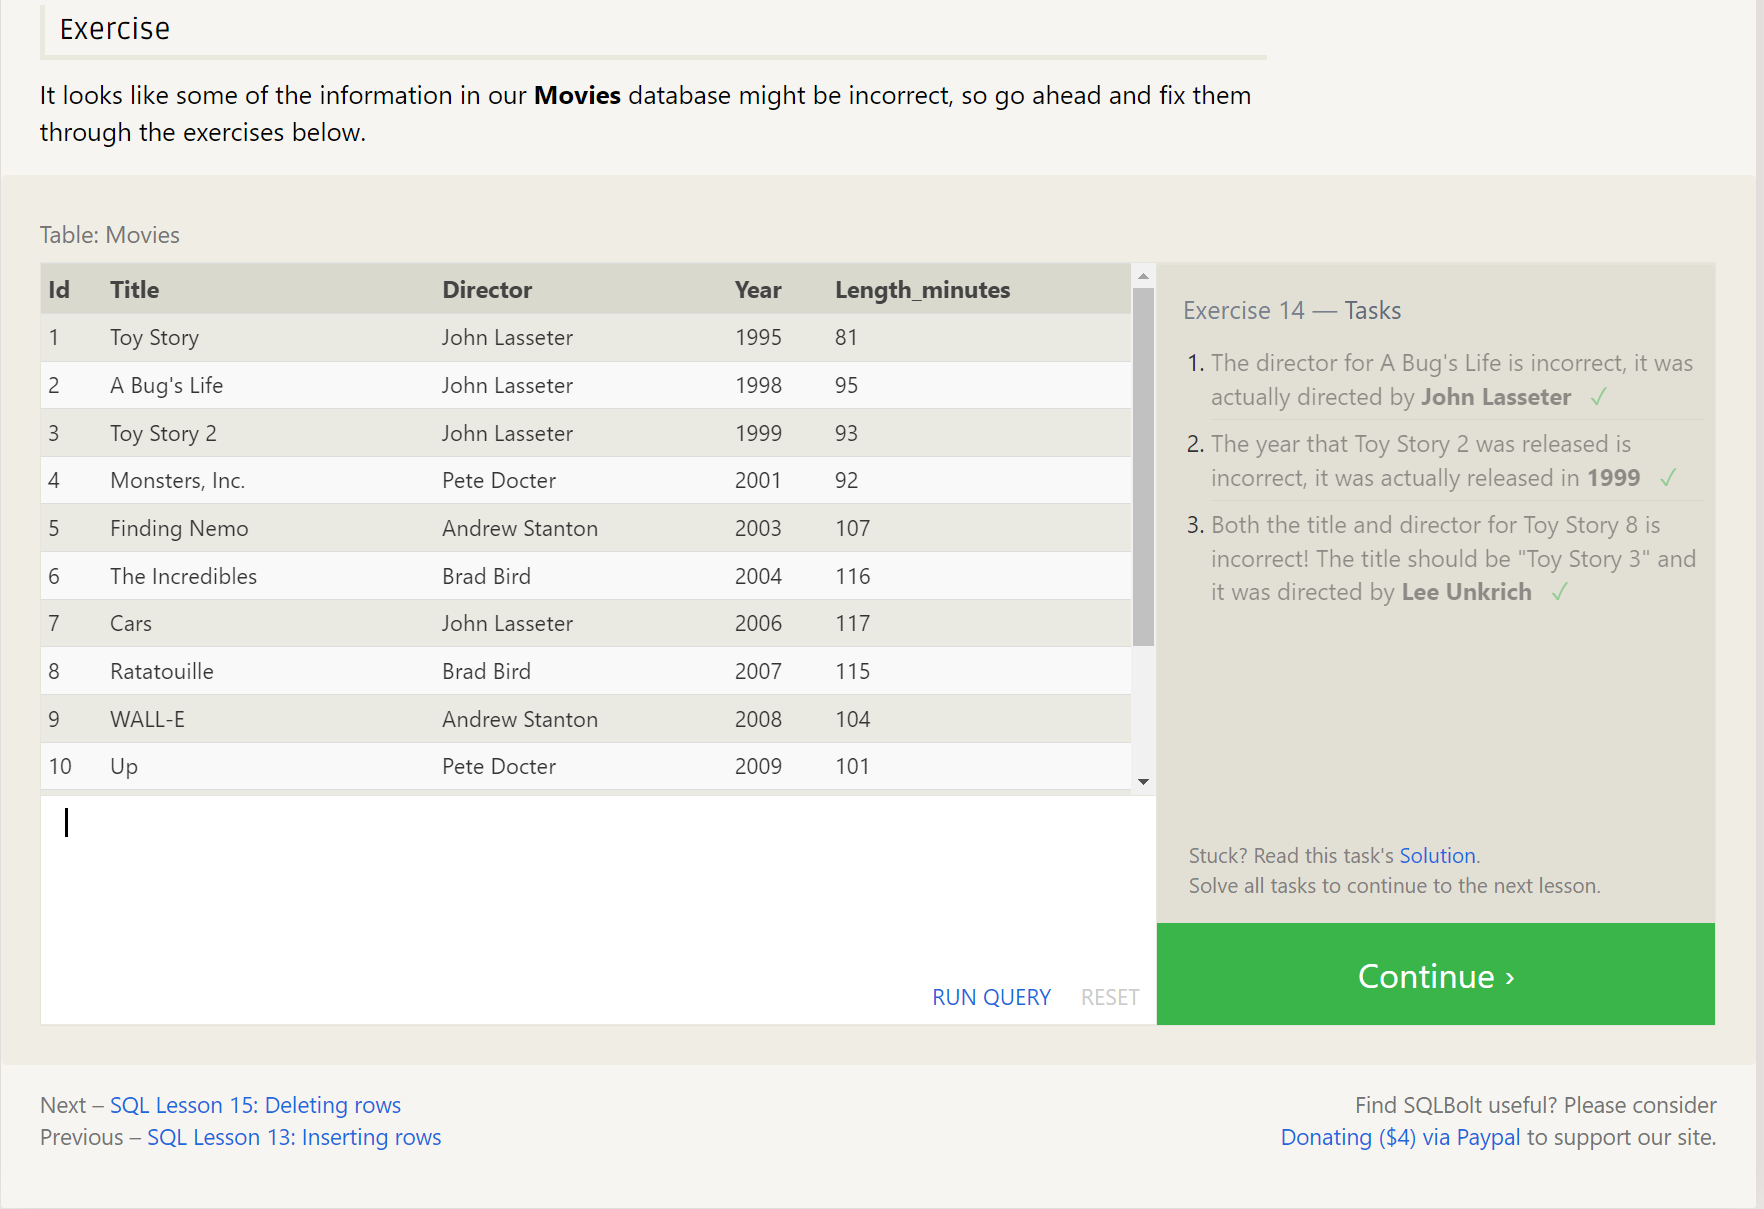 Exercise
It looks like some of the information in our Movies database might be incorrect, so go ahead and fix them
through the exercises below.
Table: Movies
Id Title Director Year Length_minutes
1 Toy Story John Lasseter 1995 81
2 A Bug's Life John Lasseter 1998 95
3 Toy Story 2 John Lasseter 1999 93
4 Monsters, Inc. Pete Docter 2001 92
5 Finding Nemo Andrew Stanton 2003 107
6 The Incredibles Brad Bird 2004 116
7 Cars John Lasseter 2006 117
8 Ratatouille Brad Bird 2007 115
9 WALL-E Andrew Stanton 2008 104
10 Up Pete Docter 2009 101
RUN QUERY RESET
Exercise 14 — Tasks
1. The director for A Bug's Life is incorrect, it was
actually directed by John Lasseter ✓
2. The year that Toy Story 2 was released is
incorrect, it was actually released in 1999 ✓
3. Both the title and director for Toy Story 8 is
incorrect! The title should be "Toy Story 3" and
it was directed by Lee Unkrich ✓
Stuck? Read this task's Solution.
Solve all tasks to continue to the next lesson.
Continue ›
Next – SQL Lesson 15: Deleting rows
Previous – SQL Lesson 13: Inserting rows
Find SQLBolt useful? Please consider
Donating ($4) via Paypal to support our site.